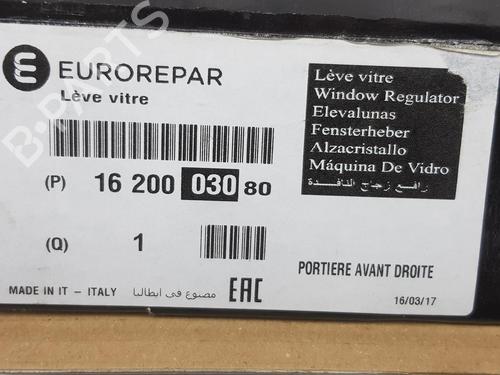 EUROREPAR
Lève vitre
(P) 16 200 030 80
(Q) 1
MADE IN IT - ITALY مصنوع في ايطاليا EAC
Lève vitre
Window Regulator
Elevalunas
Fensterheber
Alzacristallo
Máquina De Vidro
رافع زجاج النافدة
PORTIERE AVANT DROITE
16/03/17
B-PARTS